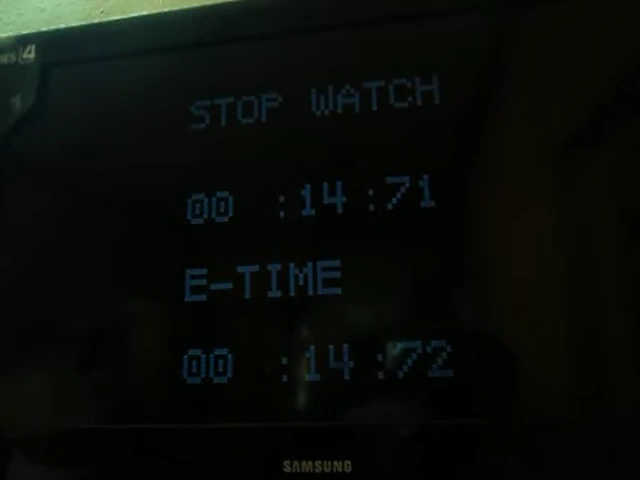 STOP WATCH
00 :14 :71
E-TIME
00 :14 :72
SAMSUNG